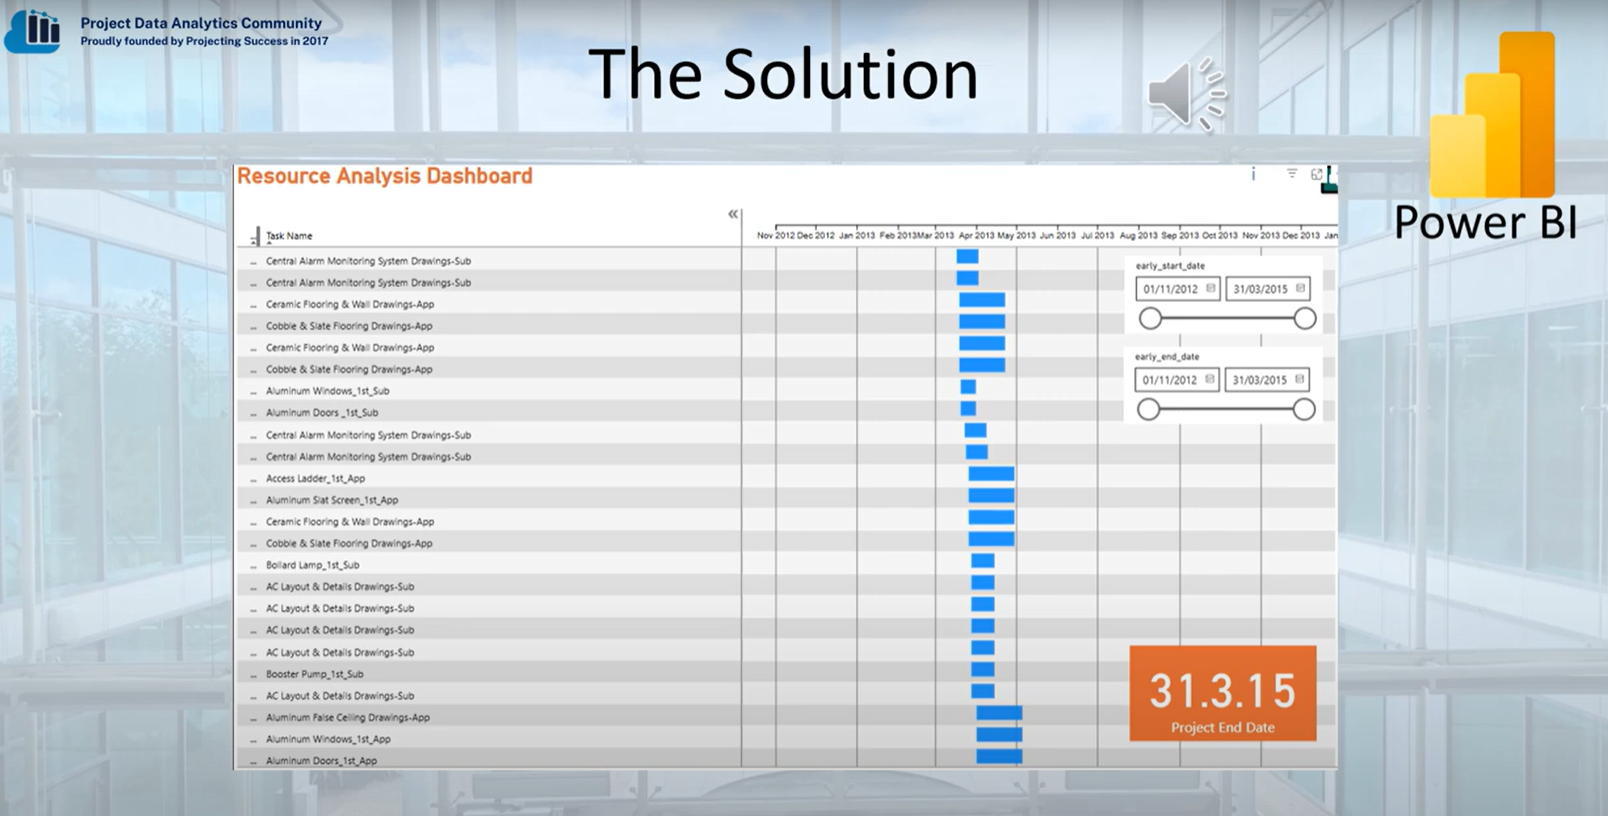 Project Data Analytics Community
Proudly founded by Projecting Success in 2017
The Solution
Power BI
Resource Analysis Dashboard
Task Name
Nov 2012 Dec 2012 Jan 2013 Feb 2013 Mar 2013 Apr 2013 May 2013 Jun 2013 Jul 2013 Aug 2013 Sep 2013 Oct 2013 Nov 2013 Dec 2013 Jan
Central Alarm Monitoring System Drawings-Sub
Central Alarm Monitoring System Drawings-Sub
Ceramic Flooring & Wall Drawings-App
Cobble & Slate Flooring Drawings-App
Ceramic Flooring & Wall Drawings-App
Cobble & Slate Flooring Drawings-App
Aluminum Windows_1st_Sub
Aluminum Doors _1st_Sub
Central Alarm Monitoring System Drawings-Sub
Central Alarm Monitoring System Drawings-Sub
Access Ladder_1st_App
Aluminum Slat Screen_1st_App
Ceramic Flooring & Wall Drawings-App
Cobble & Slate Flooring Drawings-App
Bollard Lamp_1st_Sub
AC Layout & Details Drawings-Sub
AC Layout & Details Drawings-Sub
AC Layout & Details Drawings-Sub
AC Layout & Details Drawings-Sub
Booster Pump_1st_Sub
AC Layout & Details Drawings-Sub
Aluminum False Ceiling Drawings-App
Aluminum Windows_1st_App
Aluminum Doors_1st_App
early_start_date
01/11/2012 31/03/2015
early_end_date
01/11/2012 31/03/2015
31.3.15
Project End Date